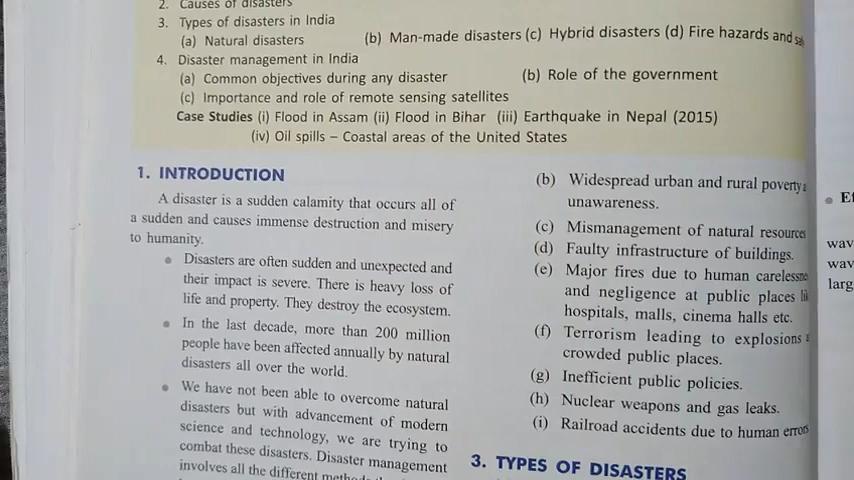 2. Causes of disasters
3. Types of disasters in India
(a) Natural disasters (b) Man-made disasters (c) Hybrid disasters (d) Fire hazards and
4. Disaster management in India
(a) Common objectives during any disaster (b) Role of the government
(c) Importance and role of remote sensing satellites
Case Studies (i) Flood in Assam (ii) Flood in Bihar (iii) Earthquake in Nepal (2015)
(iv) Oil spills – Coastal areas of the United States
1. INTRODUCTION
A disaster is a sudden calamity that occurs all of
a sudden and causes immense destruction and misery
to humanity.
• Disasters are often sudden and unexpected and
their impact is severe. There is heavy loss of
life and property. They destroy the ecosystem.
• In the last decade, more than 200 million
people have been affected annually by natural
disasters all over the world.
• We have not been able to overcome natural
disasters but with advancement of modern
science and technology, we are trying to
combat these disasters. Disaster management
involves all the different
(b) Widespread urban and rural poverty
unawareness.
(c) Mismanagement of natural resources
(d) Faulty infrastructure of buildings.
(e) Major fires due to human
and negligence at public places
hospitals, malls, cinema halls etc.
(f) Terrorism leading to explosions
crowded public places.
(g) Inefficient public policies.
(h) Nuclear weapons and gas leaks.
(i) Railroad accidents due to human errors
3. TYPES OF DISASTERS
wav
wav
larg